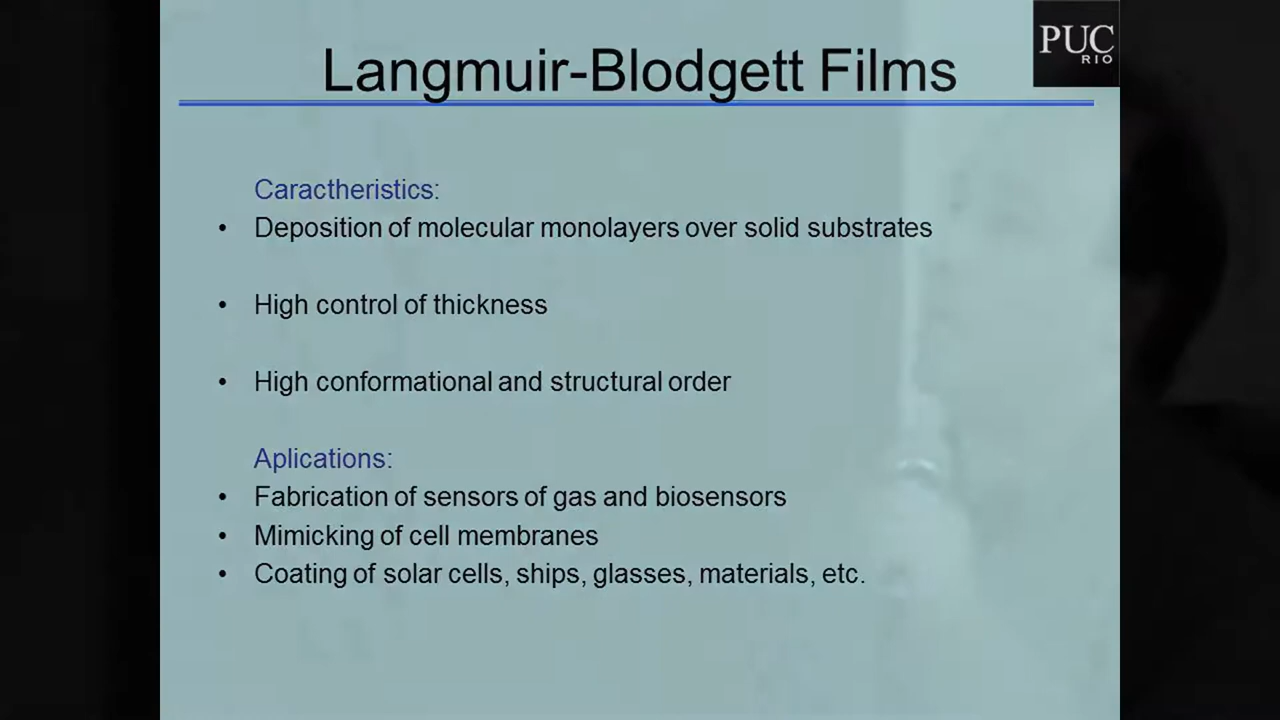 Langmuir-Blodgett Films
PUC
RIO
Caractheristics:
• Deposition of molecular monolayers over solid substrates
• High control of thickness
• High conformational and structural order
Aplications:
• Fabrication of sensors of gas and biosensors
• Mimicking of cell membranes
• Coating of solar cells, ships, glasses, materials, etc.